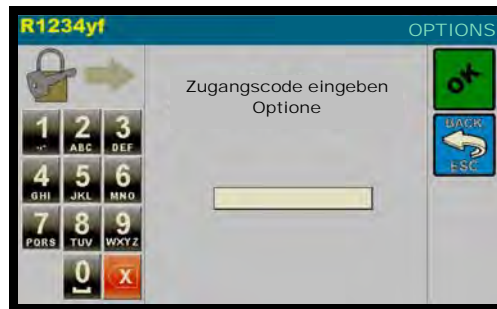 R1234yf OPTIONS
Zugangscode eingeben
Optione
OK
BACK
ESC
1 2 3
.,:" ABC DEF
4 5 6
GHI JKL MNO
7 8 9
PQRS TUV WXYZ
0 X